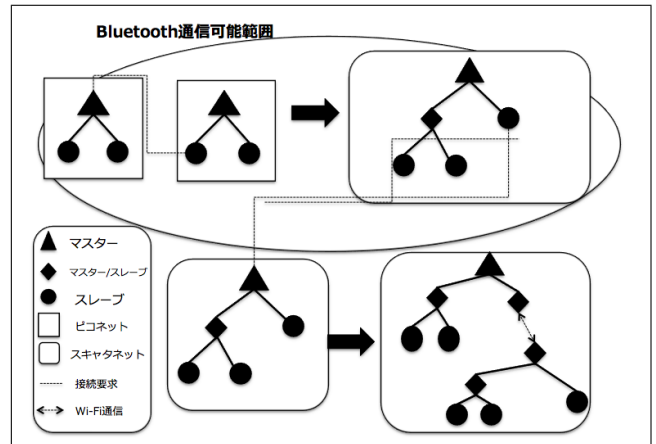 Bluetooth通信可能範囲
マスター
マスター/スレーブ
スレーブ
ピコネット
スキャタネット
接続要求
Wi-Fi通信